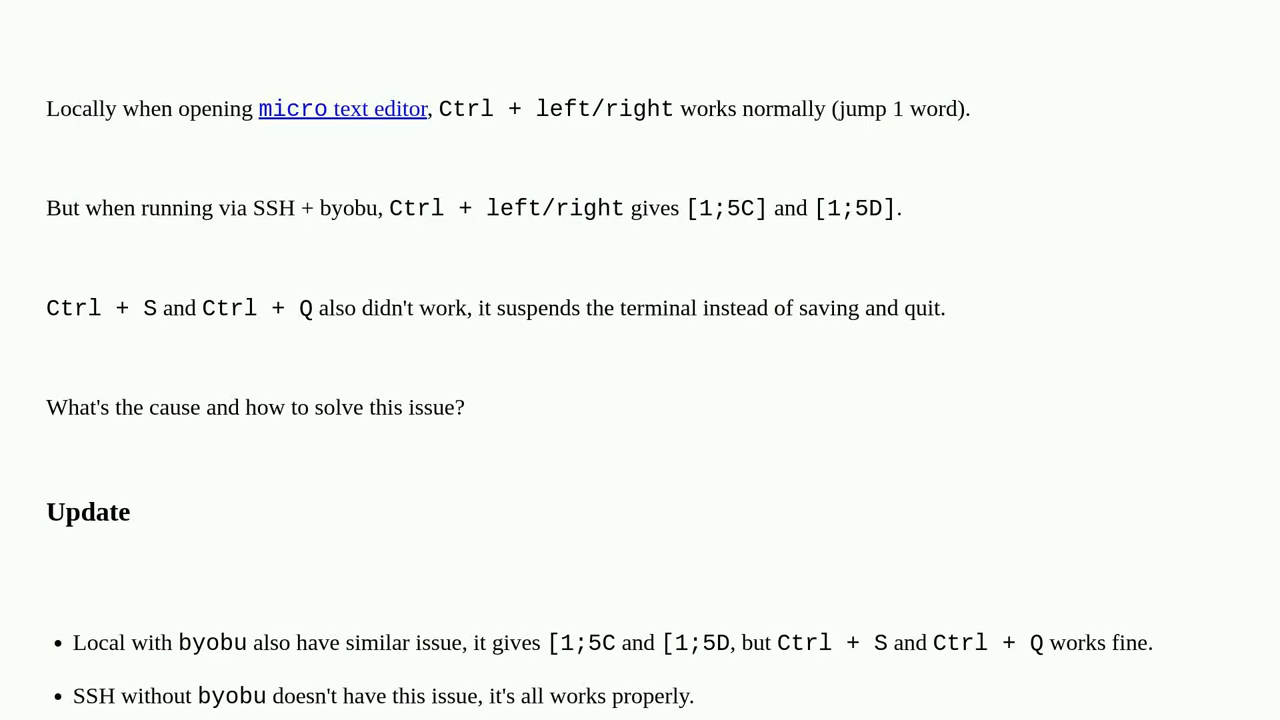 Locally when opening micro text editor, Ctrl + left/right works normally (jump 1 word).
But when running via SSH + byobu, Ctrl + left/right gives [1;5C] and [1;5D].
Ctrl + S and Ctrl + Q also didn't work, it suspends the terminal instead of saving and quit.
What's the cause and how to solve this issue?
Update
• Local with byobu also have similar issue, it gives [1;5C and [1;5D, but Ctrl + S and Ctrl + Q works fine.
• SSH without byobu doesn't have this issue, it's all works properly.